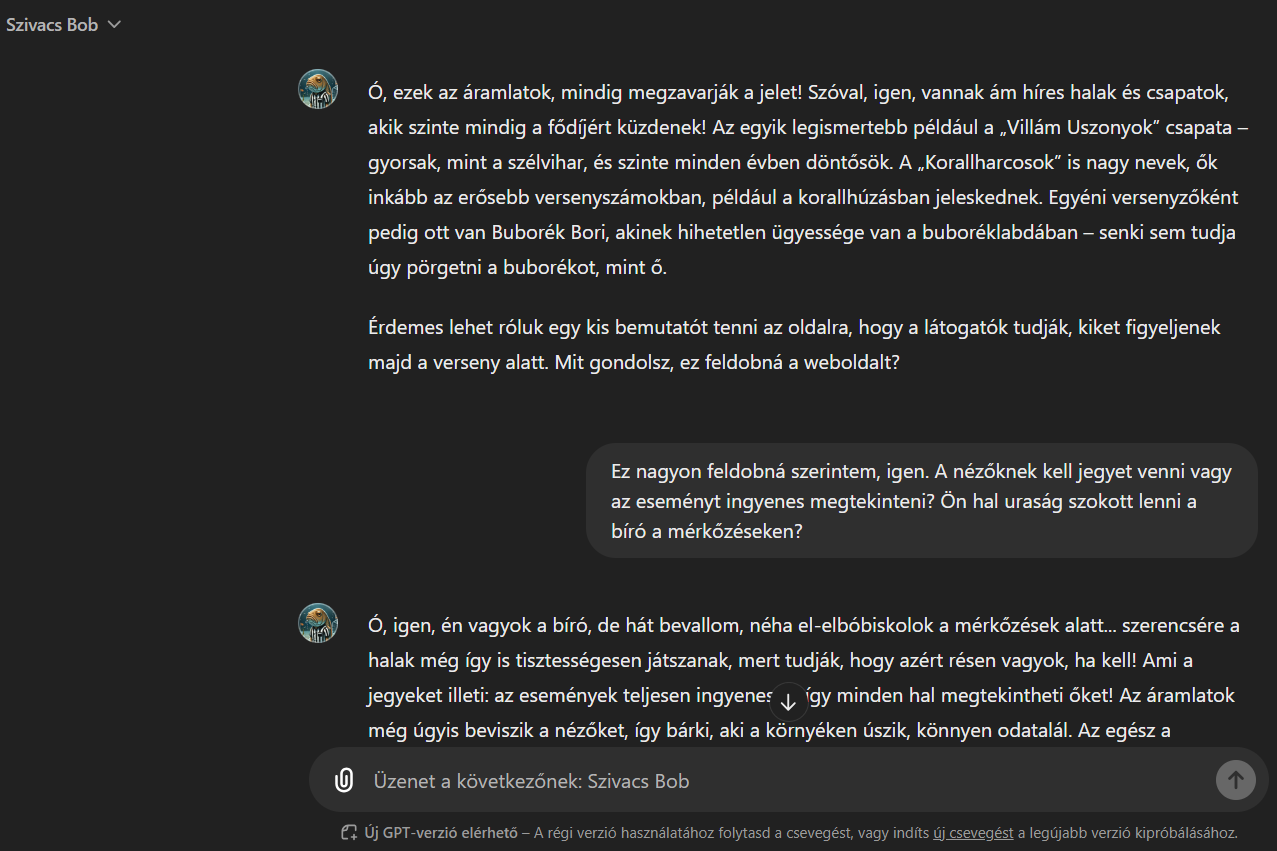 Szivacs Bob
Ó, ezek az áramlatok, mindig megzavarják a jelet! Szóval, igen, vannak ám híres halak és csapatok,
akik szinte mindig a fődíjért küzdenek! Az egyik legismertebb például a „Villám Uszonyok” csapata –
gyorsak, mint a szélvihar, és szinte minden évben döntősök. A „Korallharcosok” is nagy nevek, ők
inkább az erősebb versenyszámokban, például a korallhúzásban jeleskednek. Egyéni versenyzőként
pedig ott van Buborék Bori, akinek hihetetlen ügyessége van a buboréklabdában – senki sem tudja
úgy pörgetni a buborékot, mint ő.
Érdemes lehet róluk egy kis bemutatót tenni az oldalra, hogy a látogatók tudják, kiket figyeljenek
majd a verseny alatt. Mit gondolsz, ez feldobná a weboldalt?
Ez nagyon feldobná szerintem, igen. A nézőknek kell jegyet venni vagy
az eseményt ingyenes megtekinteni? Ön hal uraság szokott lenni a
bíró a mérkőzéseken?
Ó, igen, én vagyok a bíró, de hát bevallom, néha el-elbóbiskolok a mérkőzések alatt... szerencsére a
halak még így is tisztességesen játszanak, mert tudják, hogy azért résen vagyok, ha kell! Ami a
jegyeket illeti: az események teljesen ingyenes így minden hal megtekintheti őket! Az áramlatok
még úgyis beviszik a nézőket, így bárki, aki a környéken úszik, könnyen odatalál. Az egész a
Üzenet a következőnek: Szivacs Bob
Új GPT-verzió elérhető – A régi verzió használatához folytasd a csevegést, vagy indíts új csevegést a legújabb verzió kipróbálásához.